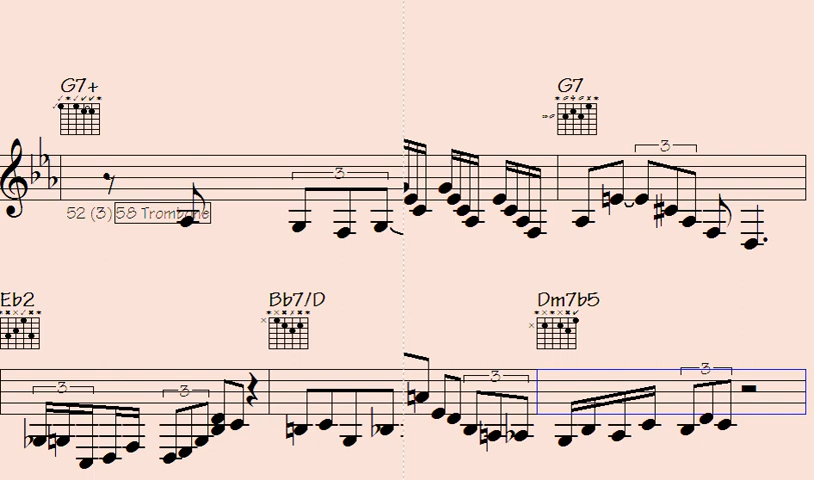 G7+ G7
3 3
52 (3) 58 Trombone
Eb2 Bb7/D Dm7b5
3 3 3 3